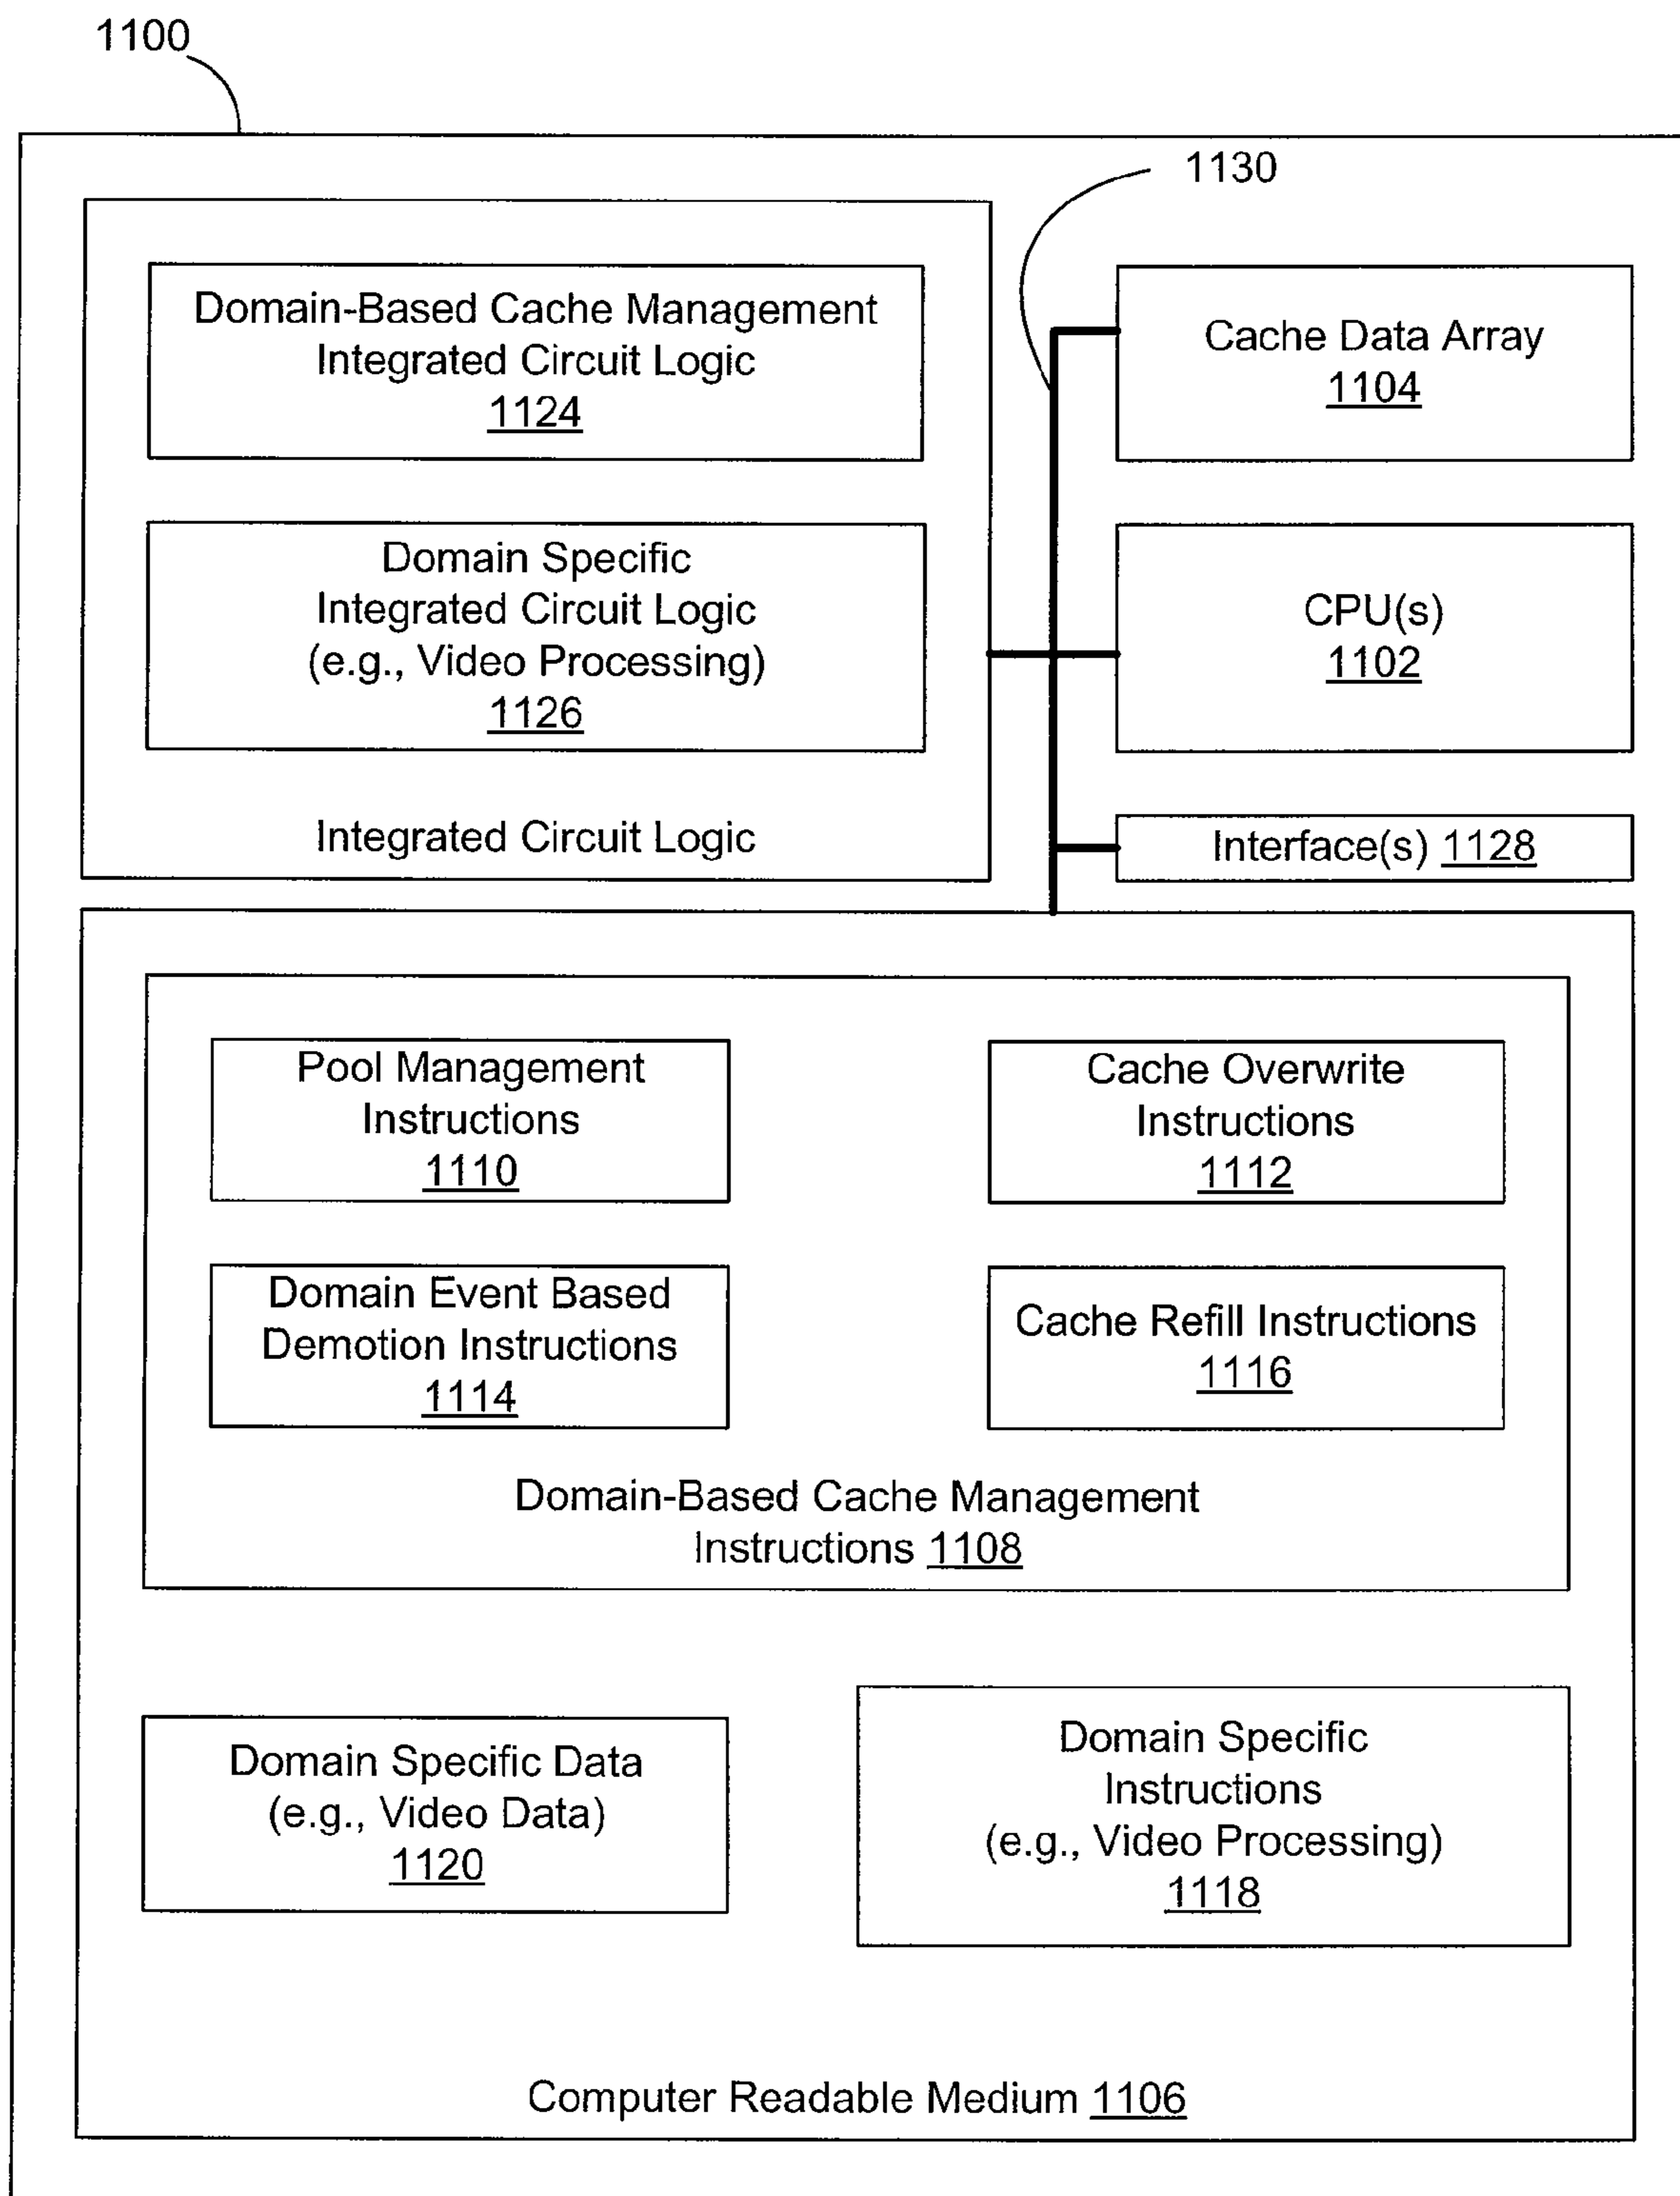 1100
1130
Domain-Based Cache Management
Integrated Circuit Logic
1124
Domain Specific
Integrated Circuit Logic
(e.g., Video Processing)
1126
Integrated Circuit Logic
Cache Data Array
1104
CPU(s)
1102
Interface(s) 1128
Pool Management
Instructions
1110
Cache Overwrite
Instructions
1112
Domain Event Based
Demotion Instructions
1114
Cache Refill Instructions
1116
Domain-Based Cache Management
Instructions 1108
Domain Specific Data
(e.g., Video Data)
1120
Domain Specific
Instructions
(e.g., Video Processing)
1118
Computer Readable Medium 1106